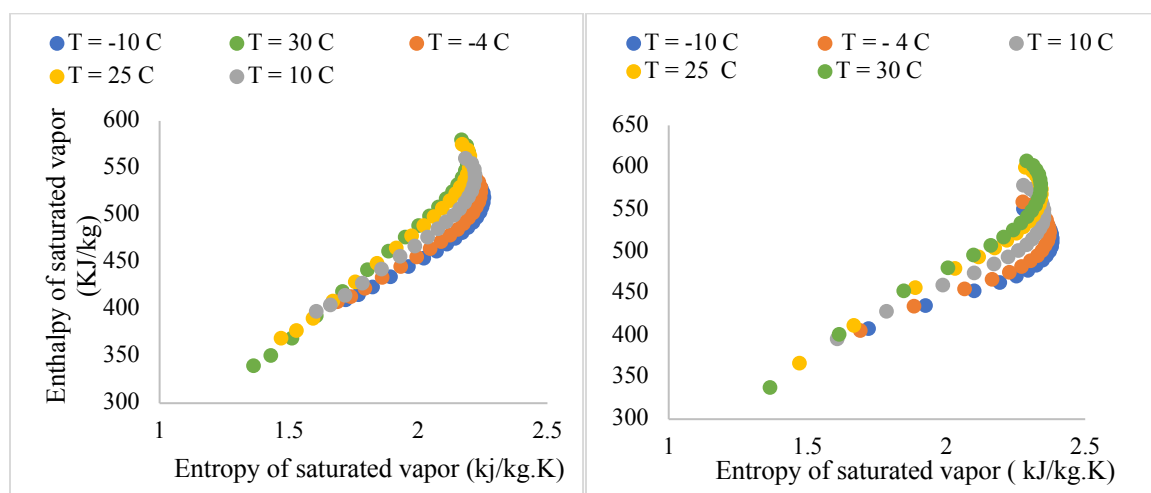 T = -10 C
T = 30 C
T = -4 C
T = 25 C
T = 10 C
600
550
500
450
400
350
300
1
1.5
2
2.5
Enthalpy of saturated vapor
(KJ/kg)
Entropy of saturated vapor (kj/kg.K)
T = -10 C
T = - 4 C
T = 10 C
T = 25  C
T = 30 C
650
600
550
500
450
400
350
300
1
1.5
2
2.5
Entropy of saturated vapor ( kJ/kg.K)